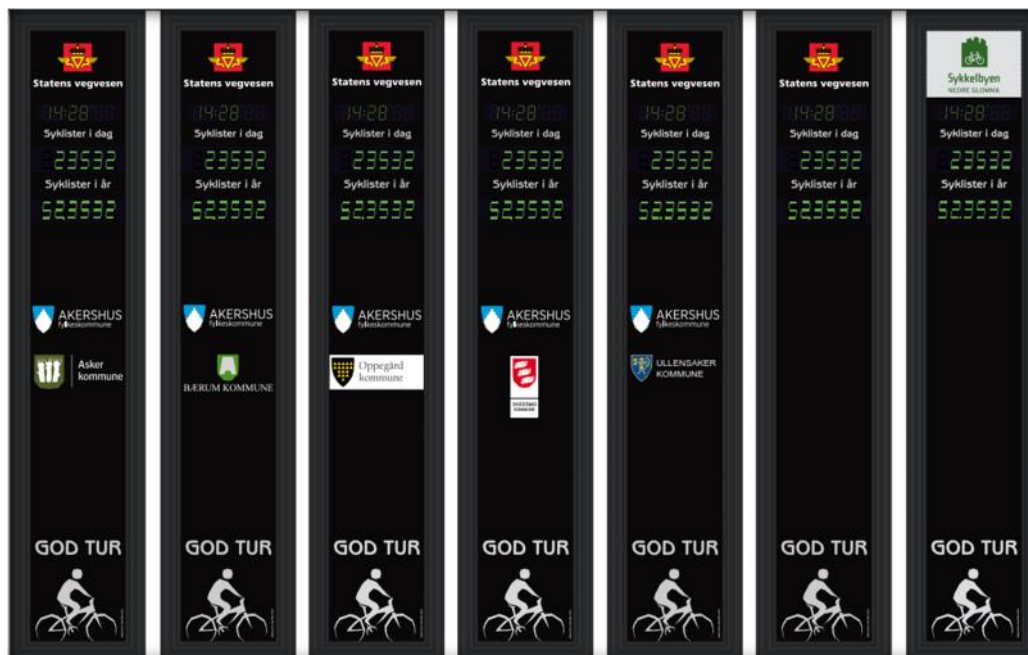 Statens vegvesen
14:28
Syklister i dag
23532
Syklister i år
523532
AKERSHUS
fylkeskommune
Asker
kommune
GOD TUR
Statens vegvesen
14:28
Syklister i dag
23532
Syklister i år
523532
AKERSHUS
fylkeskommune
BÆRUM KOMMUNE
GOD TUR
Statens vegvesen
14:28
Syklister i dag
23532
Syklister i år
523532
AKERSHUS
fylkeskommune
Oppegård
kommune
GOD TUR
Statens vegvesen
14:28
Syklister i dag
23532
Syklister i år
523532
AKERSHUS
fylkeskommune
SKEDSMO
KOMMUNE
GOD TUR
Statens vegvesen
14:28
Syklister i dag
23532
Syklister i år
523532
AKERSHUS
fylkeskommune
ULLENSAKER
KOMMUNE
GOD TUR
Statens vegvesen
14:28
Syklister i dag
23532
Syklister i år
523532
GOD TUR
Sykkelbyen
NEDRE GLOMMA
14:28
Syklister i dag
23532
Syklister i år
523532
GOD TUR